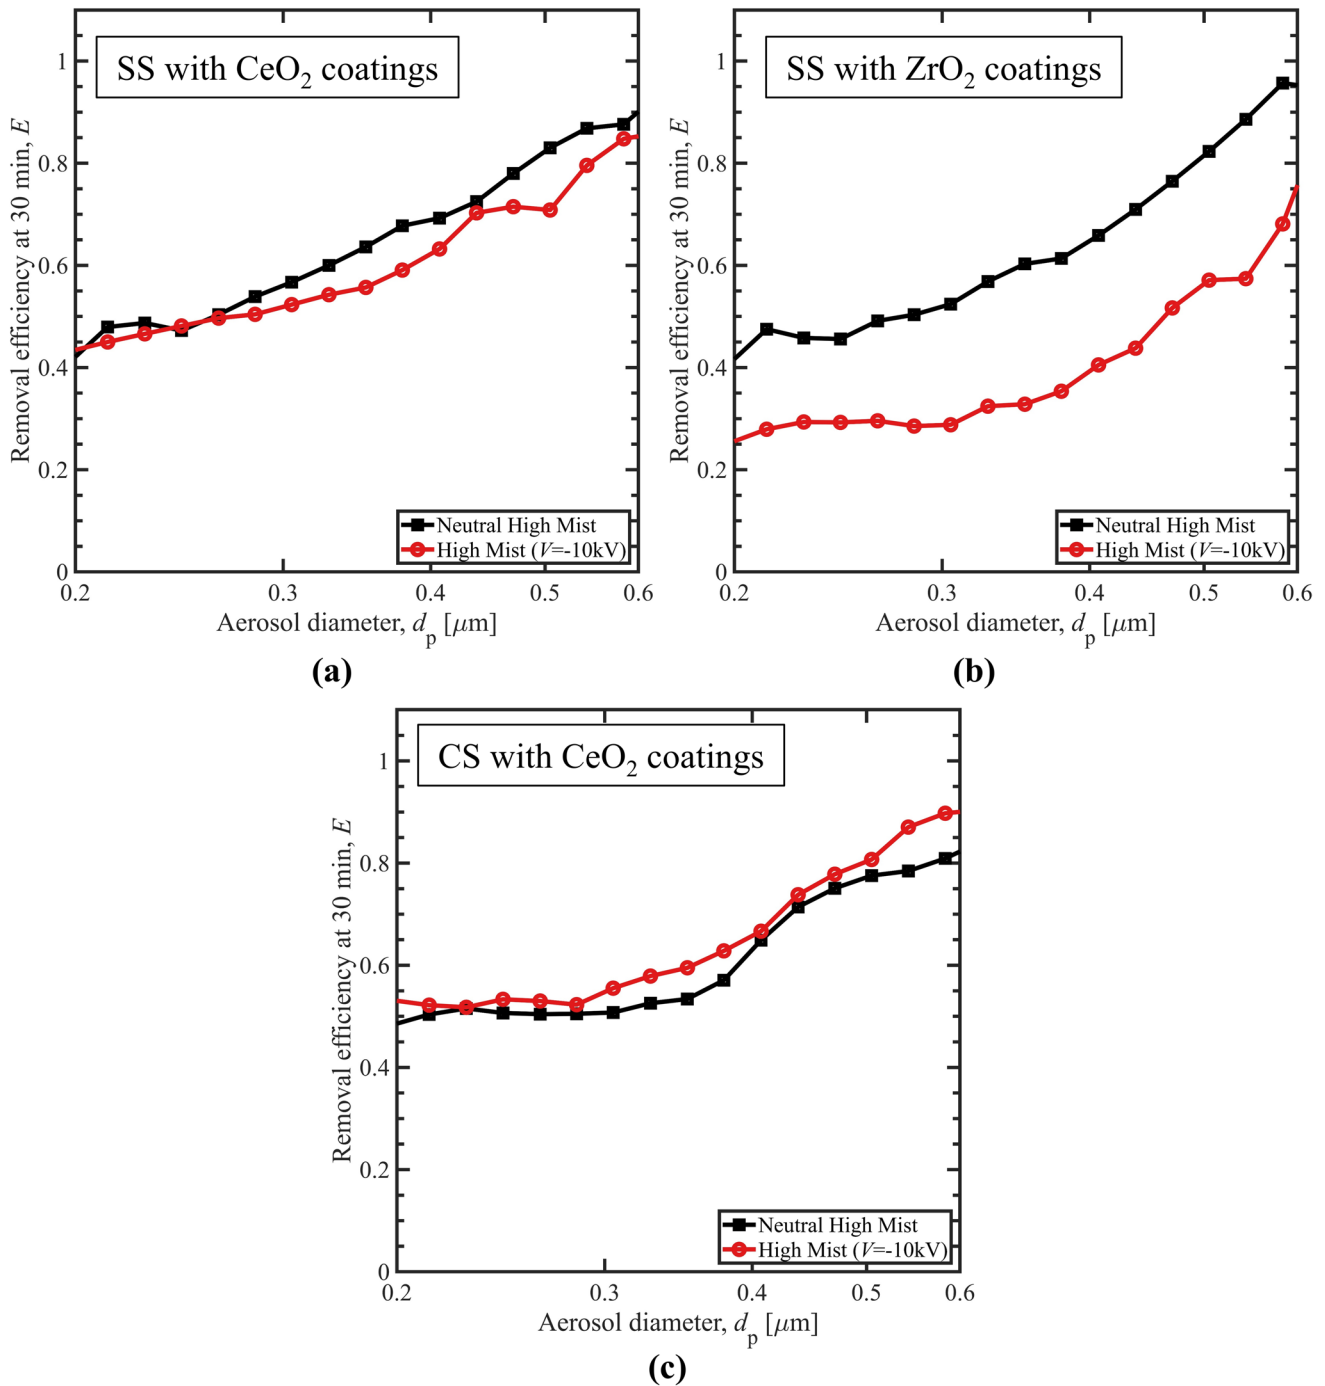 SS with CeO₂ coatings
Removal efficiency at 30 min, E
1
0.8
0.6
0.4
0.2
0
Neutral High Mist
High Mist (V=-10kV)
0.2 0.3 0.4 0.5 0.6
Aerosol diameter, dₚ [μm]
(a)
SS with ZrO₂ coatings
Removal efficiency at 30 min, E
1
0.8
0.6
0.4
0.2
0
Neutral High Mist
High Mist (V=-10kV)
0.2 0.3 0.4 0.5 0.6
Aerosol diameter, dₚ [μm]
(b)
CS with CeO₂ coatings
Removal efficiency at 30 min, E
1
0.8
0.6
0.4
0.2
0
Neutral High Mist
High Mist (V=-10kV)
0.2 0.3 0.4 0.5 0.6
Aerosol diameter, dₚ [μm]
(c)